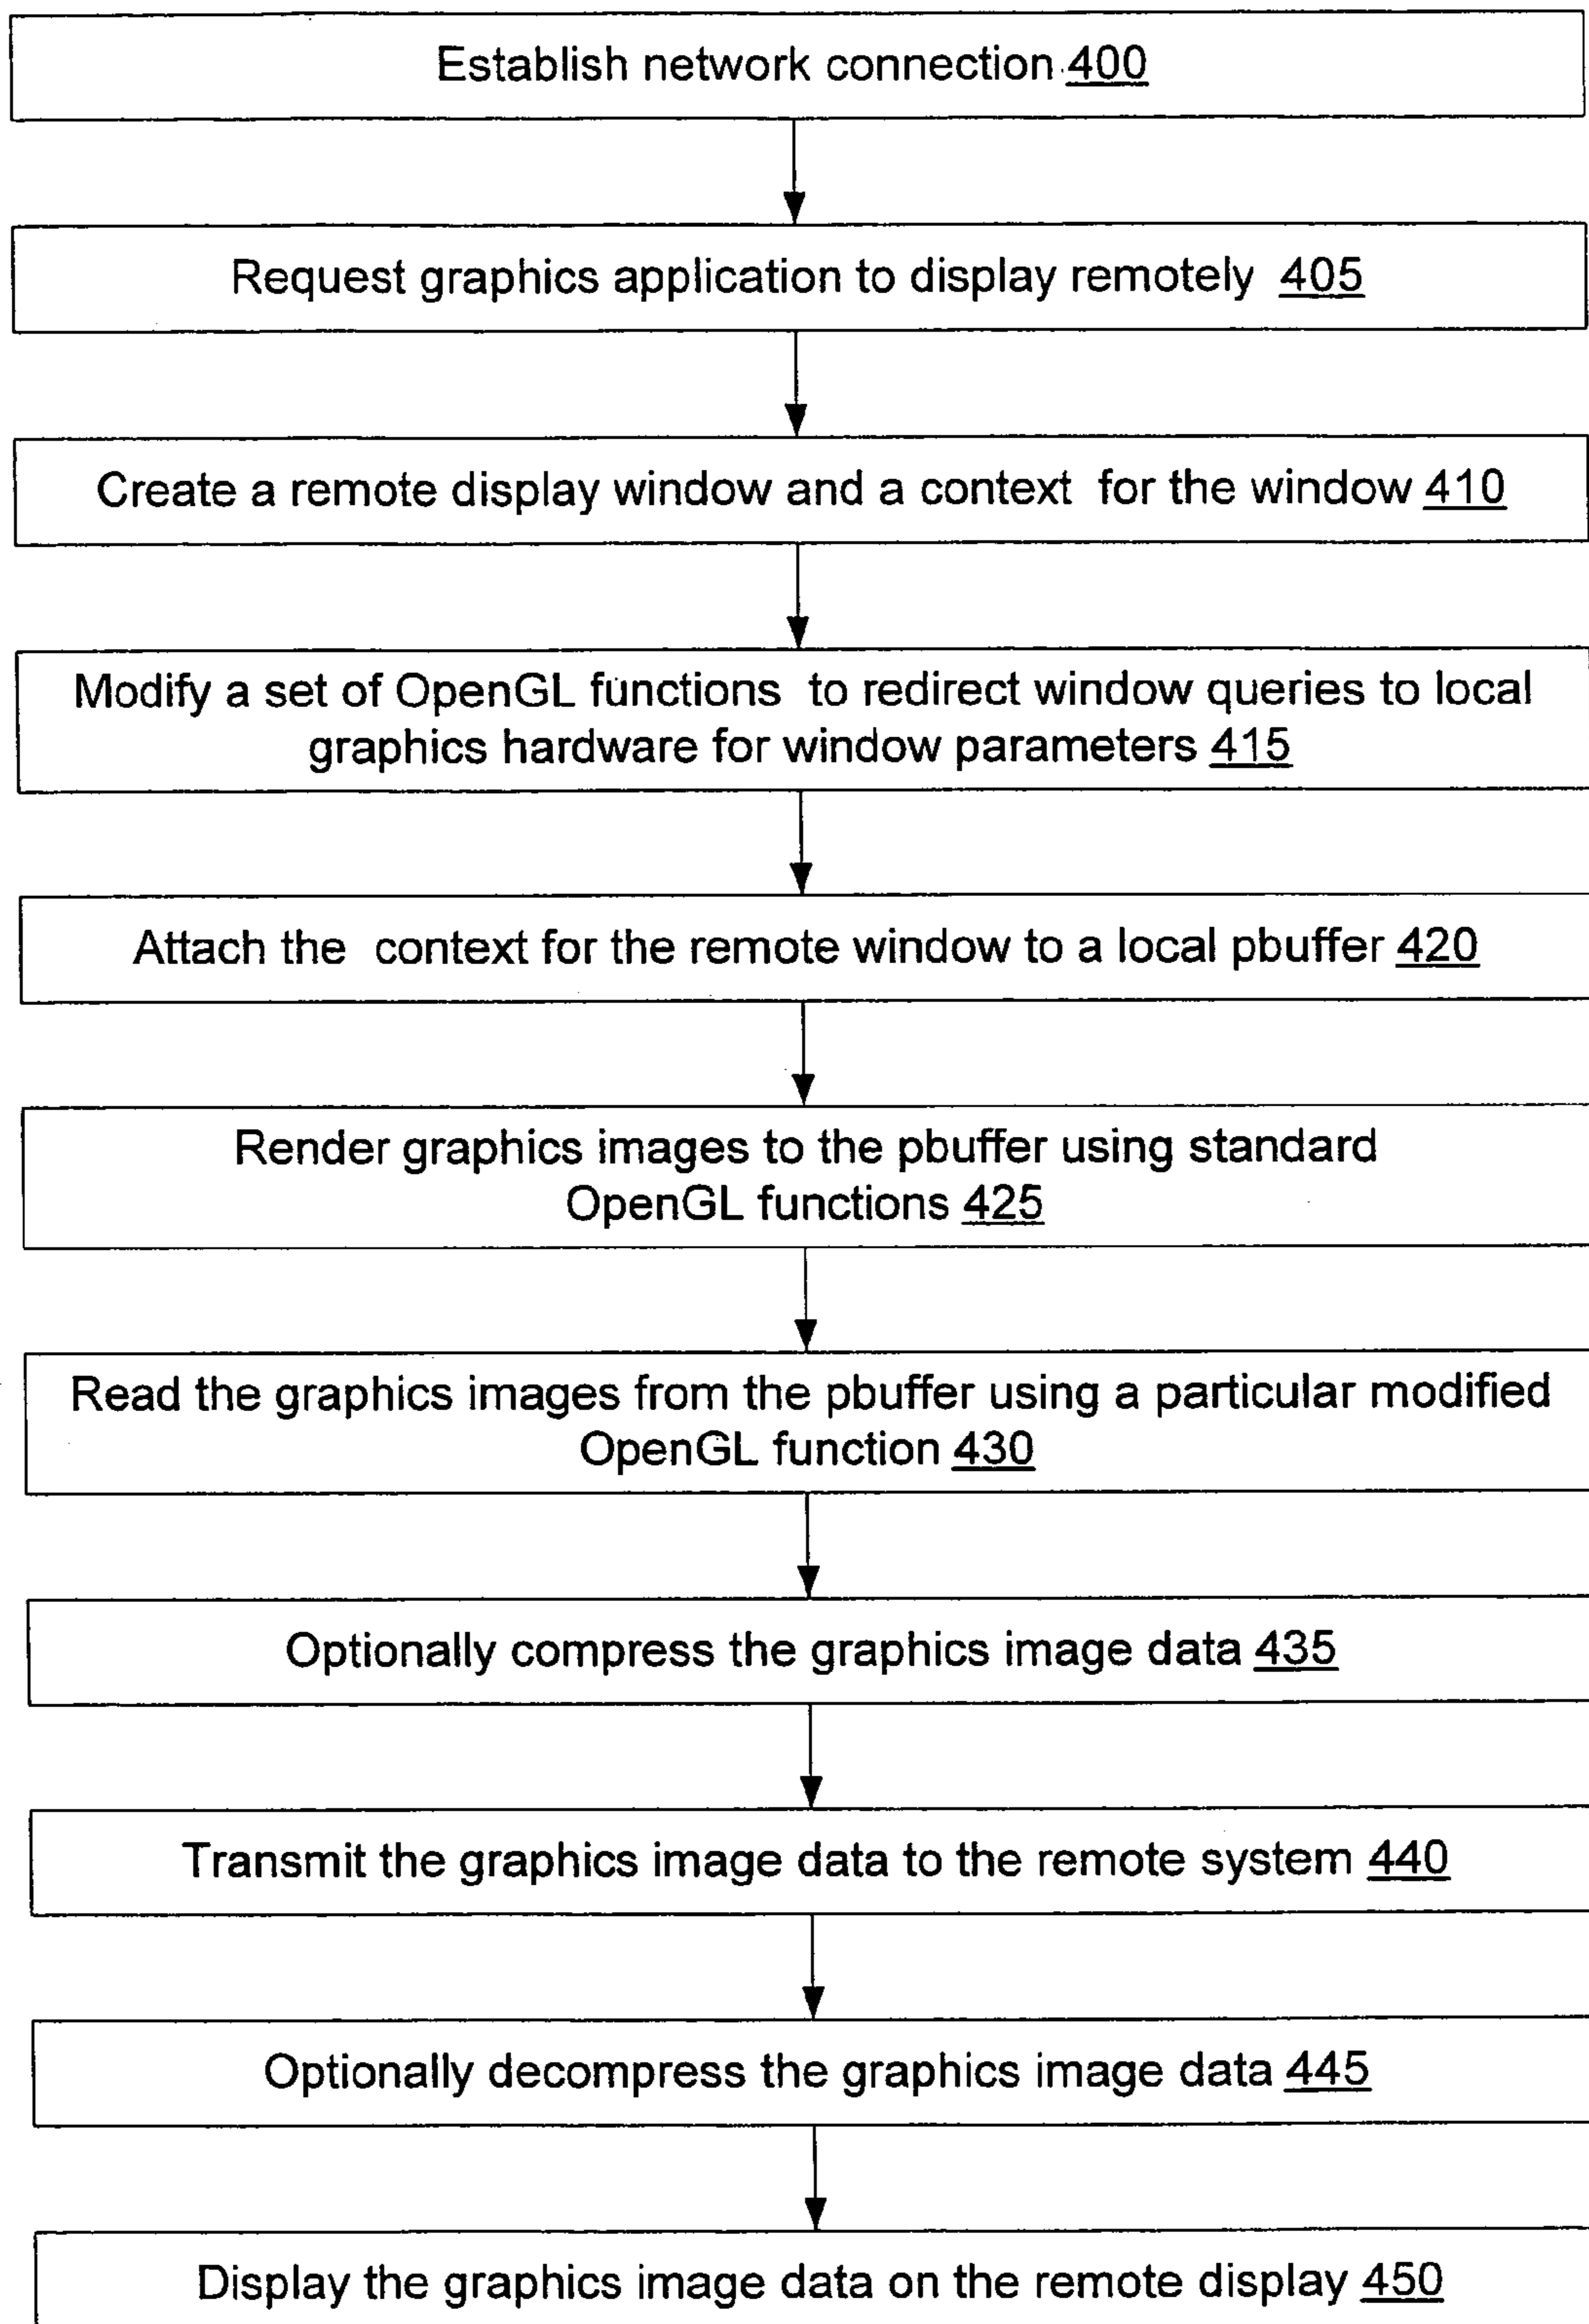 Establish network connection 400
Request graphics application to display remotely 405
Create a remote display window and a context for the window 410
Modify a set of OpenGL functions to redirect window queries to local
graphics hardware for window parameters 415
Attach the context for the remote window to a local pbuffer 420
Render graphics images to the pbuffer using standard
OpenGL functions 425
Read the graphics images from the pbuffer using a particular modified
OpenGL function 430
Optionally compress the graphics image data 435
Transmit the graphics image data to the remote system 440
Optionally decompress the graphics image data 445
Display the graphics image data on the remote display 450